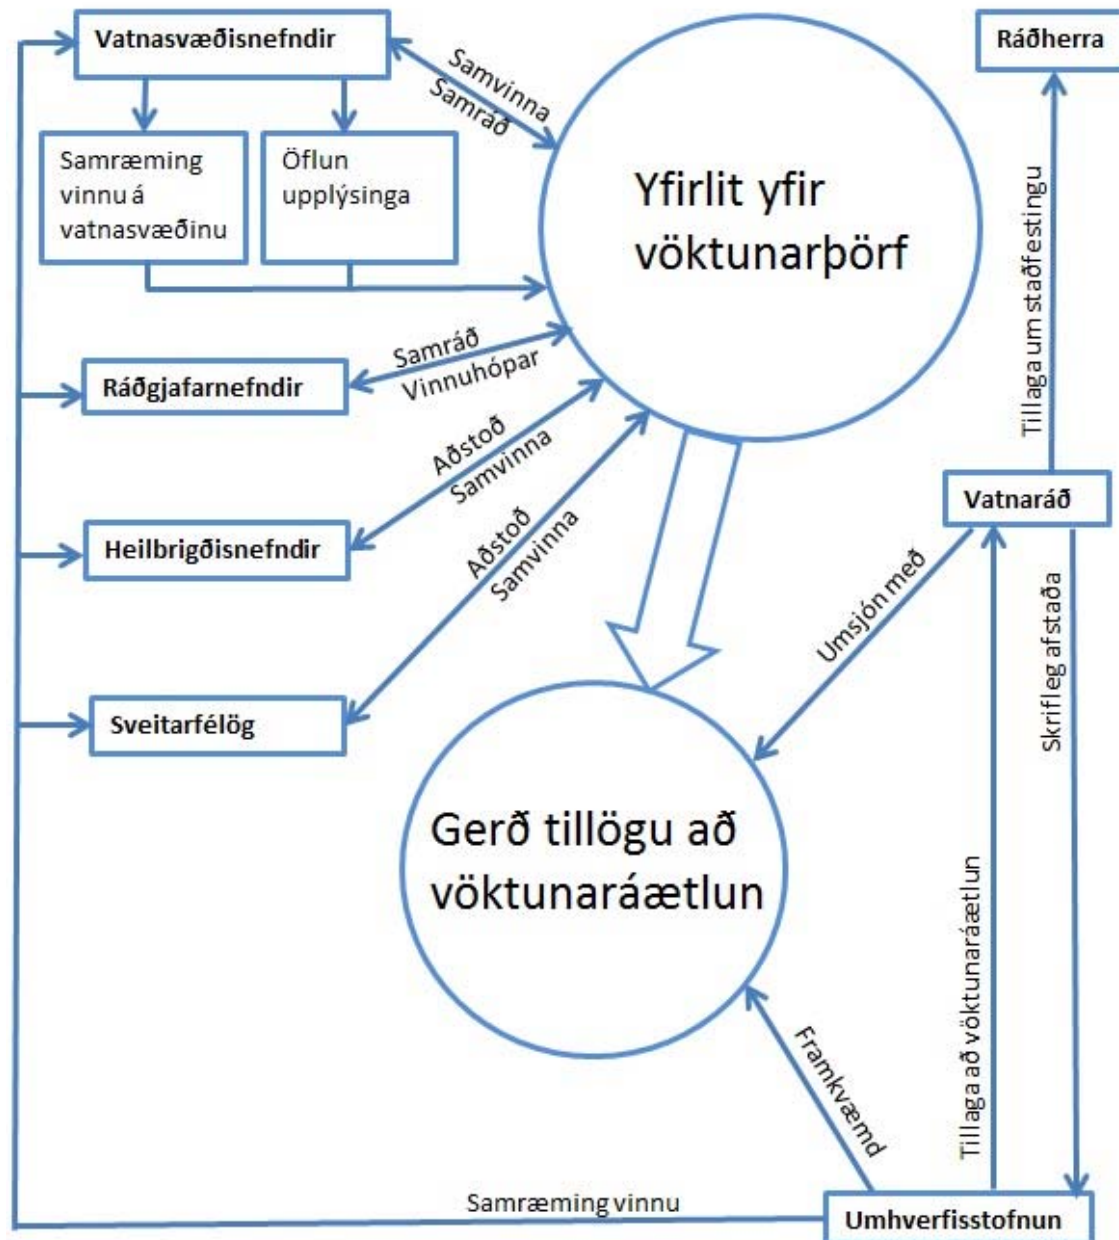 Vatnasvæðisnefndir
Ráðherra
Samvinna
Samráð
Samræming
vinnu á
vatnasvæðinu
Öflun
upplýsinga
Yfirlit yfir
vöktunarþörf
Tillaga um staðfestingu
Samráð
Vinnuhópar
Ráðgjafarnefndir
Aðstoð
Samvinna
Vatnaráð
Heilbrigðisnefndir
Aðstoð
Samvinna
Umsjón með
Skrifleg afstaða
Sveitarfélög
Gerð tillögu að
vöktunaráætlun
Tillaga að vöktunaráætlun
Framkvæmd
Samræming vinnu
Umhverfisstofnun